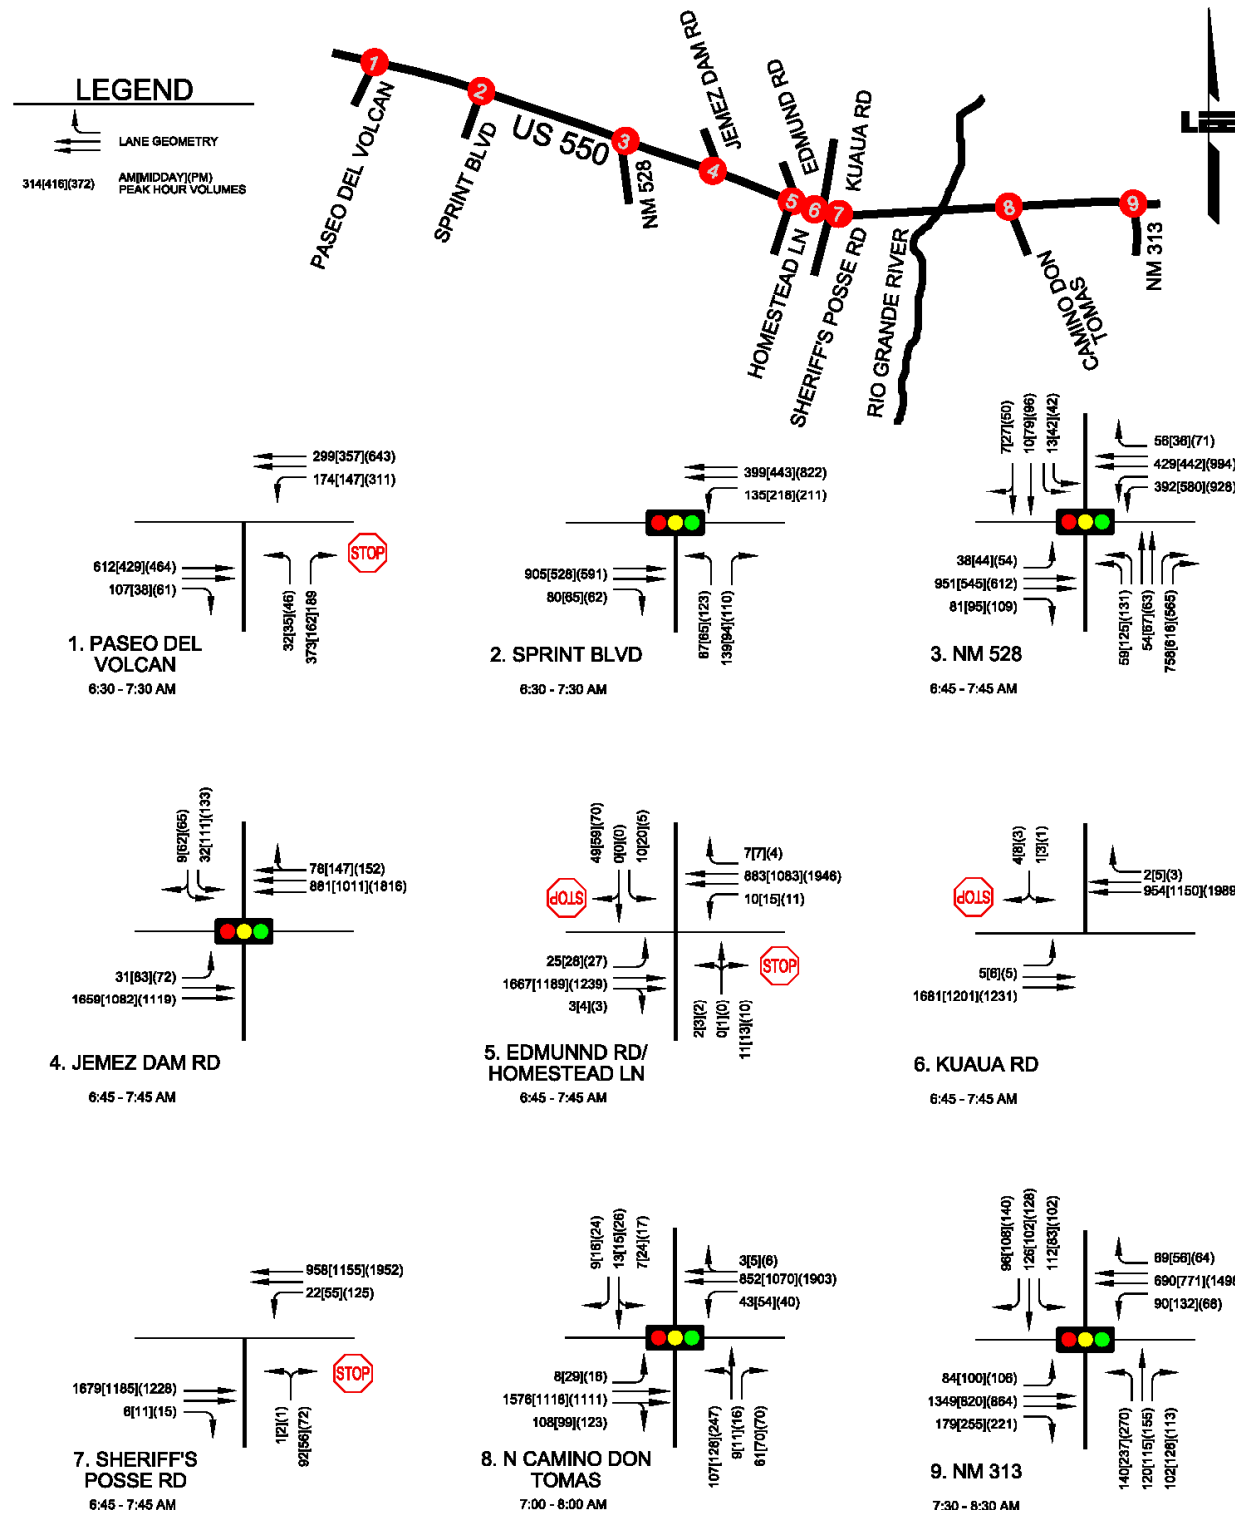 LEGEND
LANE GEOMETRY
314[416](372)
AM[MIDDAY](PM)
PEAK HOUR VOLUMES
1
2
3
4
5
6
7
8
9
PASEO DEL VOLCAN
SPRINT BLVD
US 550
NM 528
JEMEZ DAM RD
EDMUND RD
KUAUA RD
HOMESTEAD LN
SHERIFF'S POSSE RD
RIO GRANDE RIVER
CAMINO DON
TOMAS
NM 313
299[357](643)
174[147](311)
STOP
612[429](464)
107[38](61)
32[35](46)
373[162]189
1. PASEO DEL
VOLCAN
6:30 - 7:30 AM
399[443](822)
135[218](211)
905[528](591)
80[65](62)
87[65](123)
139[94](110)
2. SPRINT BLVD
6:30 - 7:30 AM
7[27](50)
10[79](96)
13[42](42)
56[36](71)
429[442](994)
392[580](928)
38[44](54)
951[545](612)
81[95](109)
59[125](131)
54[67](63)
758[616](565)
3. NM 528
6:45 - 7:45 AM
9[62](65)
32[111](133)
78[147](152)
881[1011](1816)
31[83](72)
1659[1082](1119)
4. JEMEZ DAM RD
6:45 - 7:45 AM
49[59](70)
0[0](0)
10[20](5)
STOP
7[7](4)
883[1083](1946)
10[15](11)
25[28](27)
1667[1189](1239)
3[4](3)
STOP
2[3](2)
0[1](0)
11[13](10)
5. EDMUNND RD/
HOMESTEAD LN
6:45 - 7:45 AM
4[8](3)
1[3](1)
STOP
2[5](3)
954[1150](1989
5[6](5)
1681[1201](1231)
6. KUAUA RD
6:45 - 7:45 AM
958[1155](1952)
22[55](125)
STOP
1679[1185](1228)
6[11](15)
1[2](1)
92[56](72)
7. SHERIFF'S
POSSE RD
6:45 - 7:45 AM
9[16](24)
13[15](26)
7[24](17)
3[5](6)
852[1070](1903)
43[54](40)
8[29](16)
1576[1116](1111)
108[99](123)
107[128](247)
9[11](16)
61[70](70)
8. N CAMINO DON
TOMAS
7:00 - 8:00 AM
96[108](140)
126[102](128)
112[83](102)
89[56](64)
690[771](1498
90[132](68)
84[100](106)
1349[820](864)
179[255](221)
140[237](270)
120[115](155)
102[128](113)
9. NM 313
7:30 - 8:30 AM